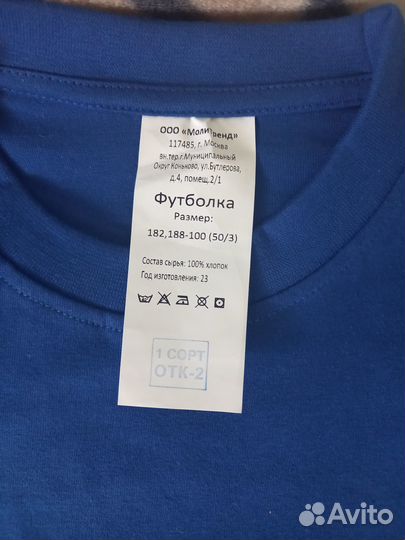 ООО «МолиТренд»
117485, г. Москва
вн.тер.г.Муниципальный
Округ Коньково, ул.Бутлерова,
д.4, помещ.2/1
Футболка
Размер:
182,188-100 (50/3)
Состав сырья: 100% хлопок
Год изготовления: 23
1 СОРТ
ОТК-2
Avito